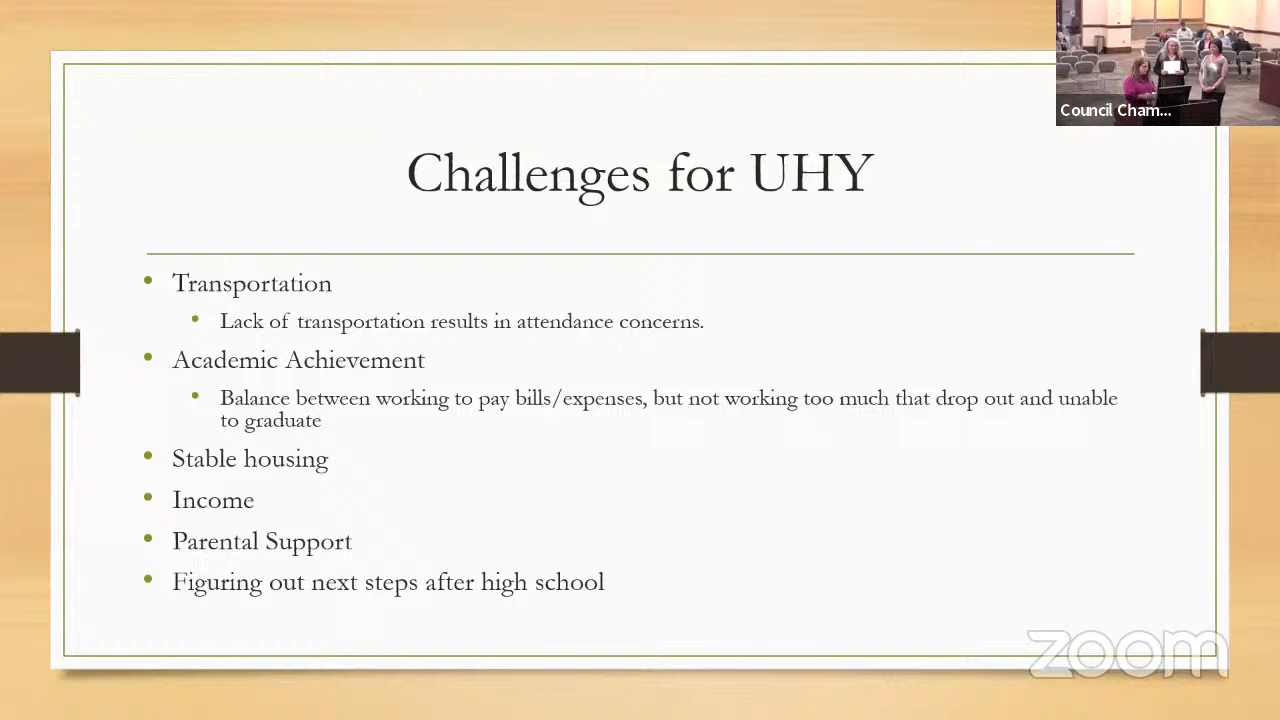 Council Cham...
Challenges for UHY
Transportation
Lack of transportation results in attendance concerns.
Academic Achievement
Balance between working to pay bills/expenses, but not working too much that drop out and unable
to graduate
Stable housing
Income
Parental Support
Figuring out next steps after high school
zoom